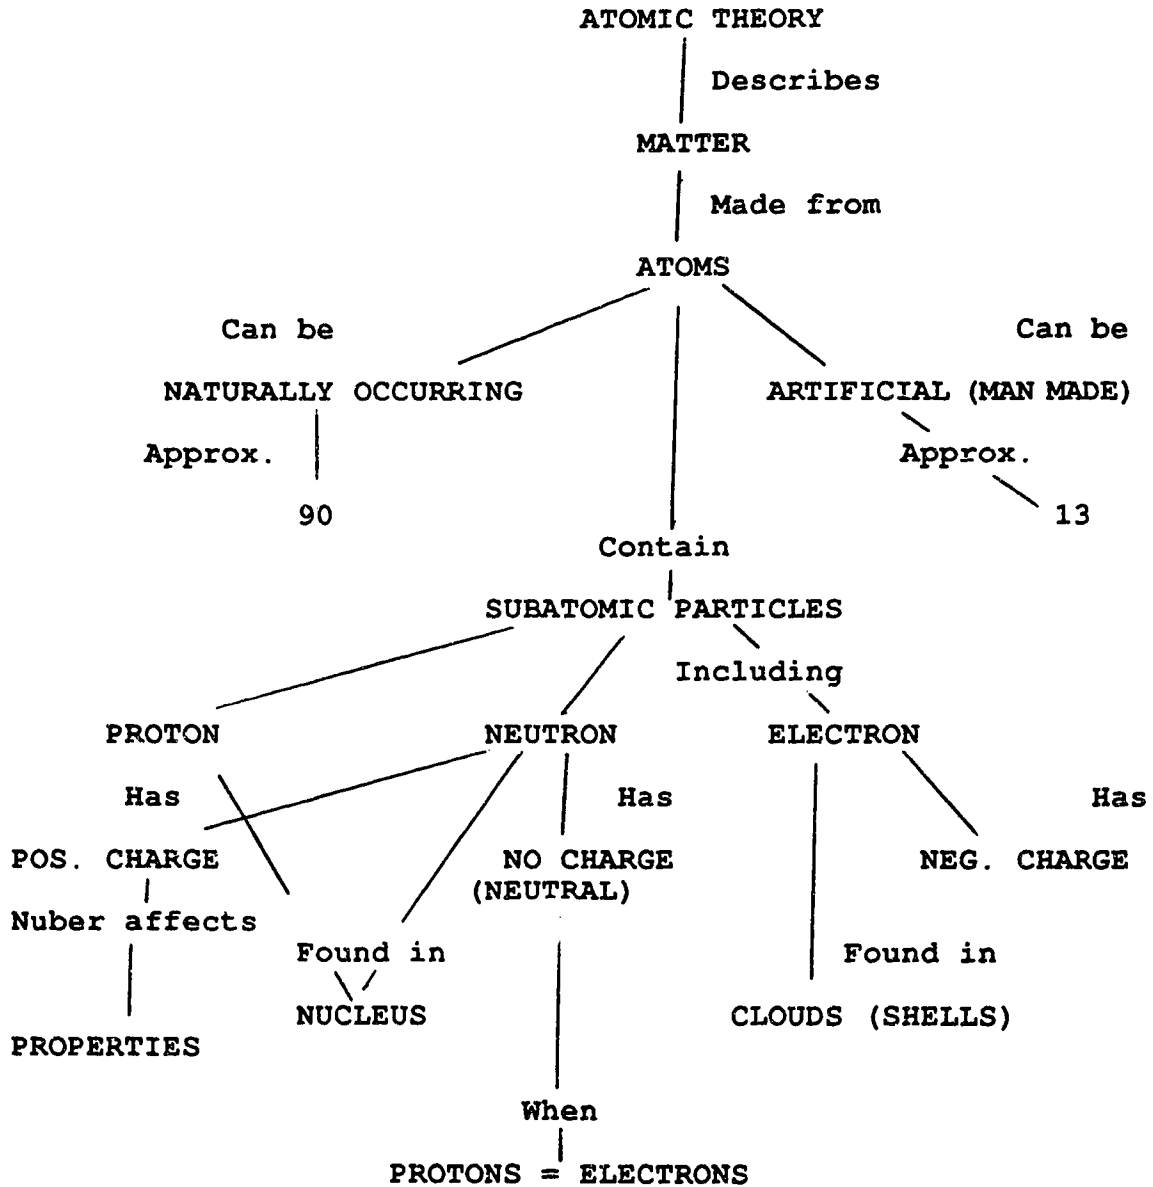 ATOMIC THEORY
Describes
MATTER
Made from
ATOMS
Can be Can be
NATURALLY OCCURRING ARTIFICIAL (MAN MADE)
Approx. Approx.
90 13
Contain
SUBATOMIC PARTICLES
Including
PROTON NEUTRON ELECTRON
Has Has Has
POS. CHARGE NO CHARGE NEG. CHARGE
(NEUTRAL)
Nuber affects
Found in Found in
NUCLEUS CLOUDS (SHELLS)
PROPERTIES
When
PROTONS = ELECTRONS